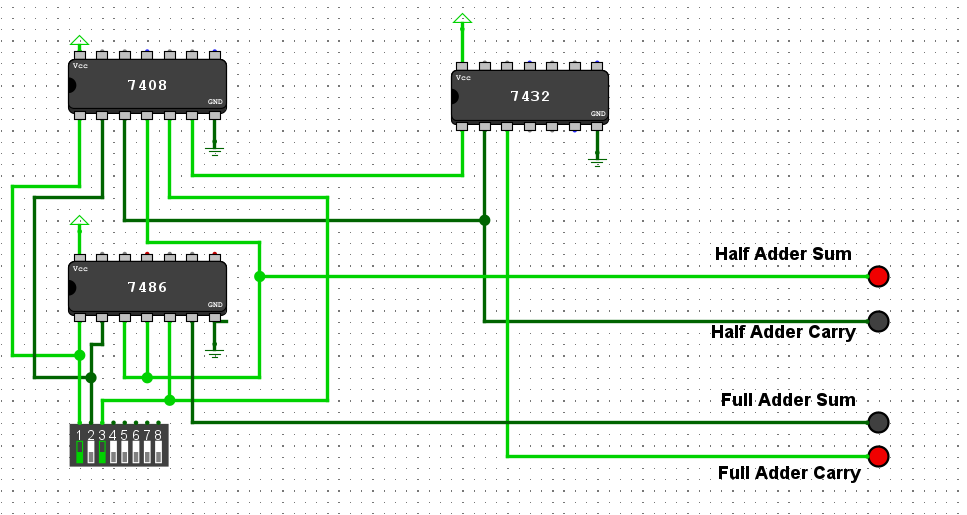 Vcc
7408
GND
Vcc
7432
GND
Vcc
7486
GND
Half Adder Sum
Half Adder Carry
Full Adder Sum
Full Adder Carry
1 2 3 4 5 6 7 8